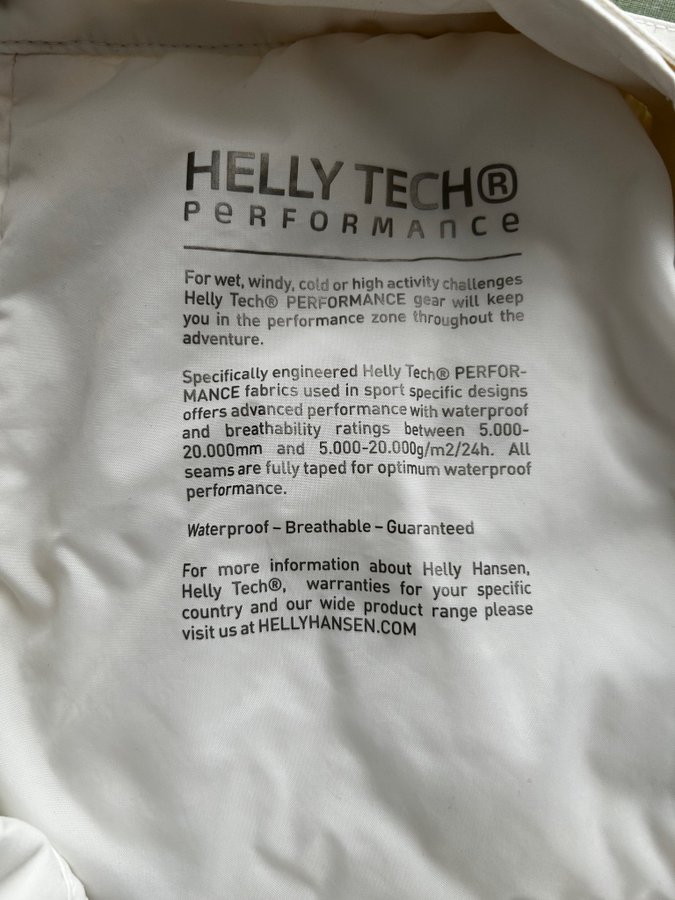 HELLY TECH®
PERFORMANCE
For wet, windy, cold or high activity challenges
Helly Tech® PERFORMANCE gear will keep
you in the performance zone throughout the
adventure.
Specifically engineered Helly Tech® PERFOR-
MANCE fabrics used in sport specific designs
offers advanced performance with waterproof
and breathability ratings between 5.000-
20.000mm and 5.000-20.000g/m2/24h. All
seams are fully taped for optimum waterproof
performance.
Waterproof – Breathable – Guaranteed
For more information about Helly Hansen,
Helly Tech®, warranties for your specific
country and our wide product range please
visit us at HELLYHANSEN.COM